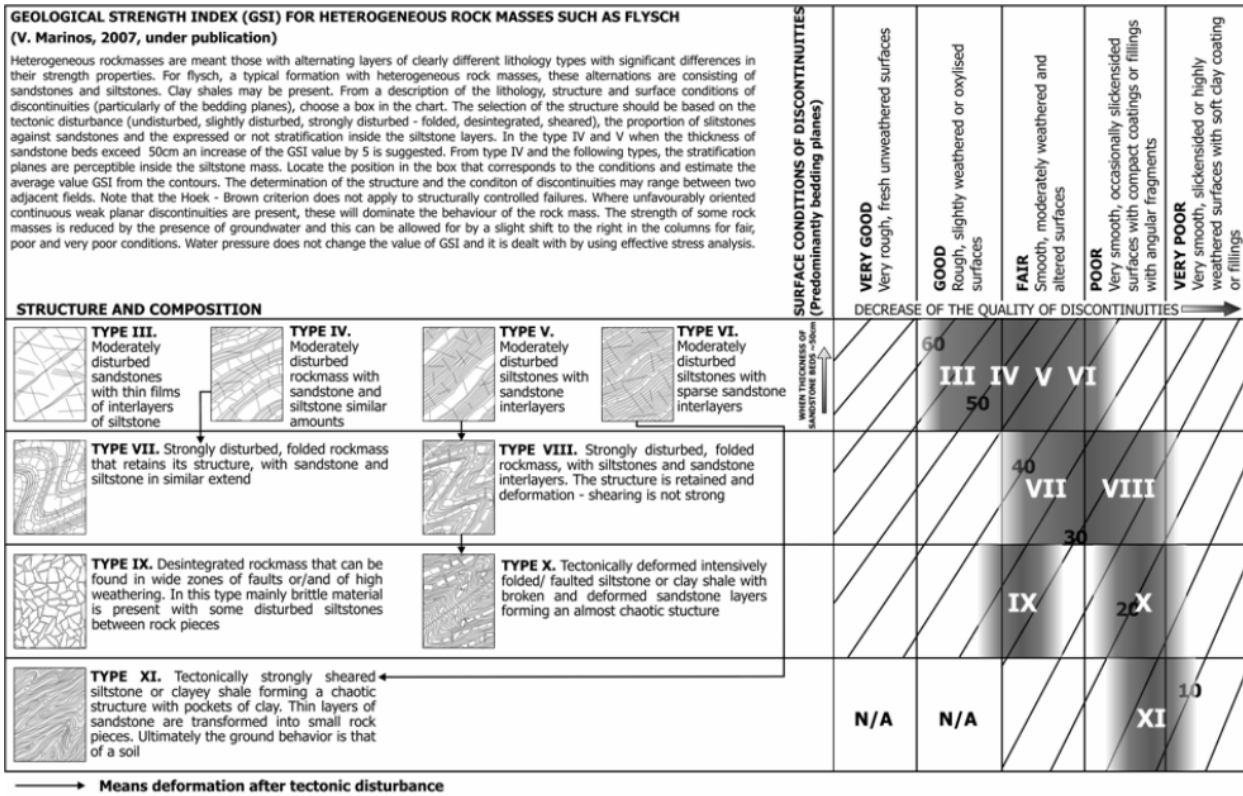 GEOLOGICAL STRENGTH INDEX (GSI) FOR HETEROGENEOUS ROCK MASSES SUCH AS FLYSCH
(V. Marinos, 2007, under publication)
Heterogeneous rockmasses are meant those with alternating layers of clearly different lithology types with significant differences in
their strength properties. For flysch, a typical formation with heterogeneous rock masses, these alternations are consisting of
sandstones and siltstones. Clay shales may be present. From a description of the lithology, structure and surface conditions of
discontinuities (particularly of the bedding planes), choose a box in the chart. The selection of the structure should be based on the
tectonic disturbance (undisturbed, slightly disturbed, strongly disturbed - folded, desintegrated, sheared), the proportion of slitstones
against sandstones and the expressed or not stratification inside the siltstone layers. In the type IV and V when the thickness of
sandstone beds exceed 50cm an increase of the GSI value by 5 is suggested. From type IV and the following types, the stratification
planes are perceptible inside the siltstone mass. Locate the position in the box that corresponds to the conditions and estimate the
average value GSI from the contours. The determination of the structure and the conditon of discontinuities may range between two
adjacent fields. Note that the Hoek - Brown criterion does not apply to structurally controlled failures. Where unfavourably oriented
continuous weak planar discontinuities are present, these will dominate the behaviour of the rock mass. The strength of some rock
masses is reduced by the presence of groundwater and this can be allowed for by a slight shift to the right in the columns for fair,
poor and very poor conditions. Water pressure does not change the value of GSI and it is dealt with by using effective stress analysis.
STRUCTURE AND COMPOSITION
SURFACE CONDITIONS OF DISCONTINUITIES
(Predominantly bedding planes)
VERY GOOD
Very rough, fresh unweathered surfaces
GOOD
Rough, slightly weathered or oxylised
surfaces
FAIR
Smooth, moderately weathered and
altered surfaces
POOR
Very smooth, occasionally slickensided
surfaces with compact coatings or fillings
with angular fragments
VERY POOR
Very smooth, slickensided or highly
weathered surfaces with soft clay coating
or fillings
DECREASE OF THE QUALITY OF DISCONTINUITIES
TYPE III.
Moderately
disturbed
sandstones
with thin films
of interlayers
of siltstone
TYPE IV.
Moderately
disturbed
rockmass with
sandstone and
siltstone similar
amounts
TYPE V.
Moderately
disturbed
siltstones with
sandstone
interlayers
TYPE VI.
Moderately
disturbed
siltstones with
sparse sandstone
interlayers
WHEN THICKNESS OF
SANDSTONE BEDS ~50cm
60
III IV V VI
50
TYPE VII. Strongly disturbed, folded rockmass
that retains its structure, with sandstone and
siltstone in similar extend
TYPE VIII. Strongly disturbed, folded
rockmass, with siltstones and sandstone
interlayers. The structure is retained and
deformation - shearing is not strong
40
VII VIII
30
TYPE IX. Desintegrated rockmass that can be
found in wide zones of faults or/and of high
weathering. In this type mainly brittle material
is present with some disturbed siltstones
between rock pieces
TYPE X. Tectonically deformed intensively
folded/ faulted siltstone or clay shale with
broken and deformed sandstone layers
forming an almost chaotic stucture
IX 20 X
TYPE XI. Tectonically strongly sheared
siltstone or clayey shale forming a chaotic
structure with pockets of clay. Thin layers of
sandstone are transformed into small rock
pieces. Ultimately the ground behavior is that
of a soil
N/A N/A
10
XI
Means deformation after tectonic disturbance